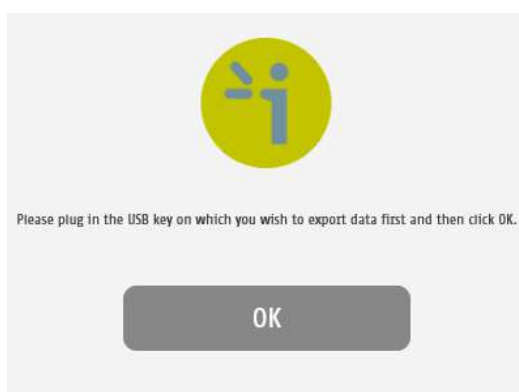 Please plug in the USB key on which you wish to export data first and then click OK.
OK